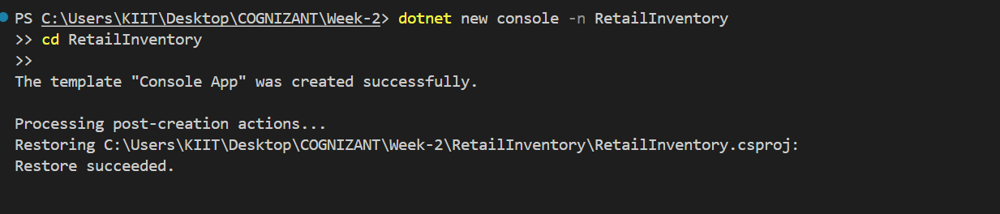 PS C:\Users\KIIT\Desktop\COGNIZANT\Week-2> dotnet new console -n RetailInventory
>> cd RetailInventory
>>
The template "Console App" was created successfully.
Processing post-creation actions...
Restoring C:\Users\KIIT\Desktop\COGNIZANT\Week-2\RetailInventory\RetailInventory.csproj:
Restore succeeded.